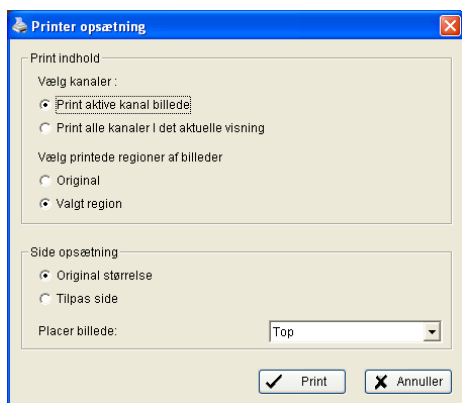 Printer opsætning
Print indhold
Vælg kanaler :
Print aktive kanal billede
Print alle kanaler I det aktuelle visning
Vælg printede regioner af billeder
Original
Valgt region
Side opsætning
Original størrelse
Tilpas side
Placer billede: Top
Print Annuller